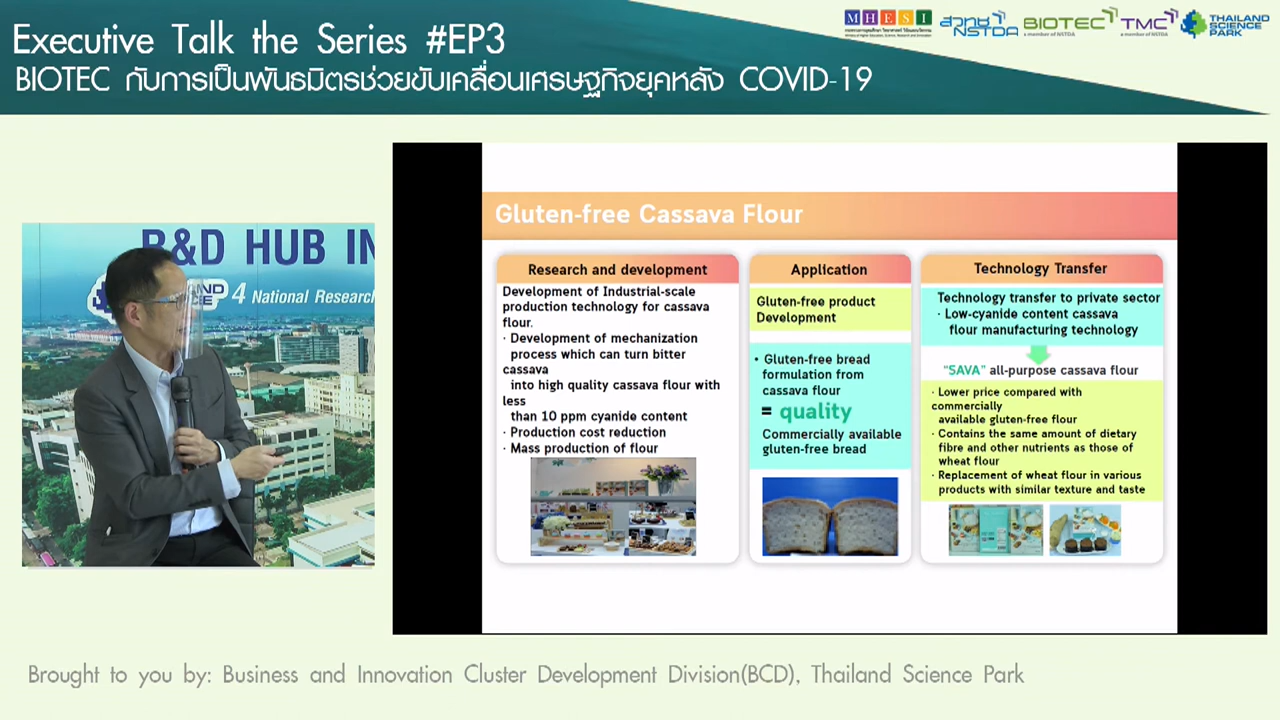 Executive Talk the Series #EP3
BIOTEC กับการเป็นพันธมิตรช่วยขับเคลื่อนเศรษฐกิจยุคหลัง COVID-19
MHESI
สวทช
NSTDA
BIOTEC
a member of NSTDA
TMC
a member of NSTDA
THAILAND
SCIENCE
PARK
R&D HUB IN
4 National Research
Gluten-free Cassava Flour
Research and development
Development of Industrial-scale
production technology for cassava
flour.
· Development of mechanization
process which can turn bitter
cassava
into high quality cassava flour with
less
than 10 ppm cyanide content
· Production cost reduction
· Mass production of flour
Application
Gluten-free product
Development
• Gluten-free bread
formulation from
cassava flour
= quality
Commercially available
gluten-free bread
Technology Transfer
Technology transfer to private sector
· Low-cyanide content cassava
flour manufacturing technology
“SAVA” all-purpose cassava flour
· Lower price compared with
commercially
available gluten-free flour
· Contains the same amount of dietary
fibre and other nutrients as those of
wheat flour
· Replacement of wheat flour in various
products with similar texture and taste
Brought to you by: Business and Innovation Cluster Development Division(BCD), Thailand Science Park